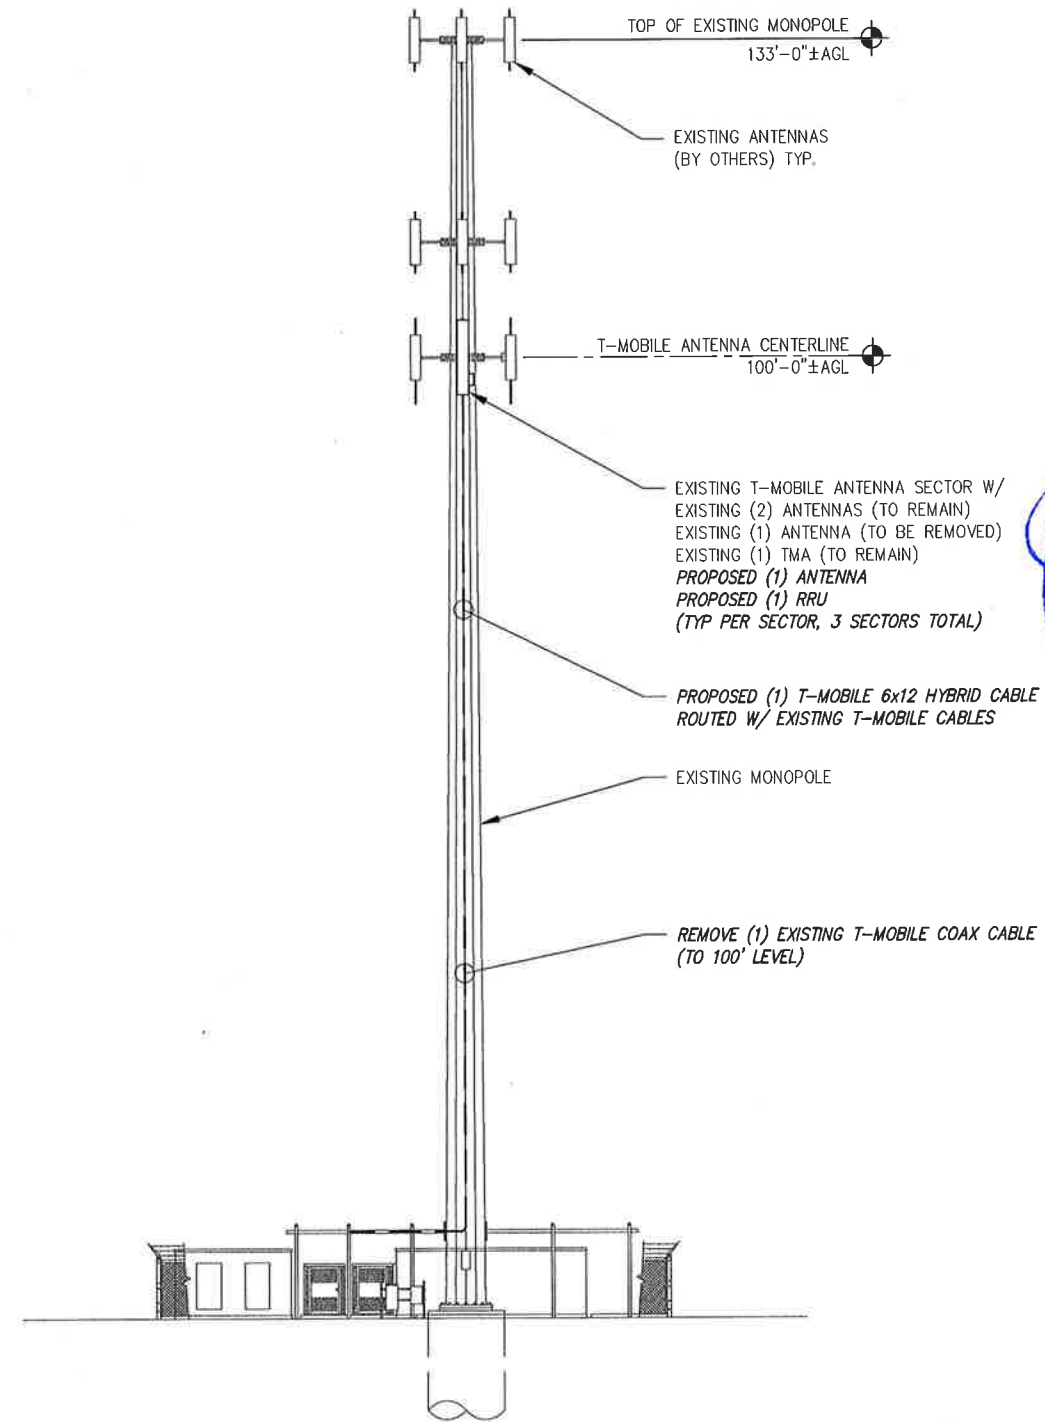 TOP OF EXISTING MONOPOLE
133'-0"±AGL
EXISTING ANTENNAS
(BY OTHERS) TYP.
T-MOBILE ANTENNA CENTERLINE
100'-0"±AGL
EXISTING T-MOBILE ANTENNA SECTOR W/
EXISTING (2) ANTENNAS (TO REMAIN)
EXISTING (1) ANTENNA (TO BE REMOVED)
EXISTING (1) TMA (TO REMAIN)
PROPOSED (1) ANTENNA
PROPOSED (1) RRU
(TYP PER SECTOR, 3 SECTORS TOTAL)
PROPOSED (1) T-MOBILE 6x12 HYBRID CABLE
ROUTED W/ EXISTING T-MOBILE CABLES
EXISTING MONOPOLE
REMOVE (1) EXISTING T-MOBILE COAX CABLE
(TO 100' LEVEL)